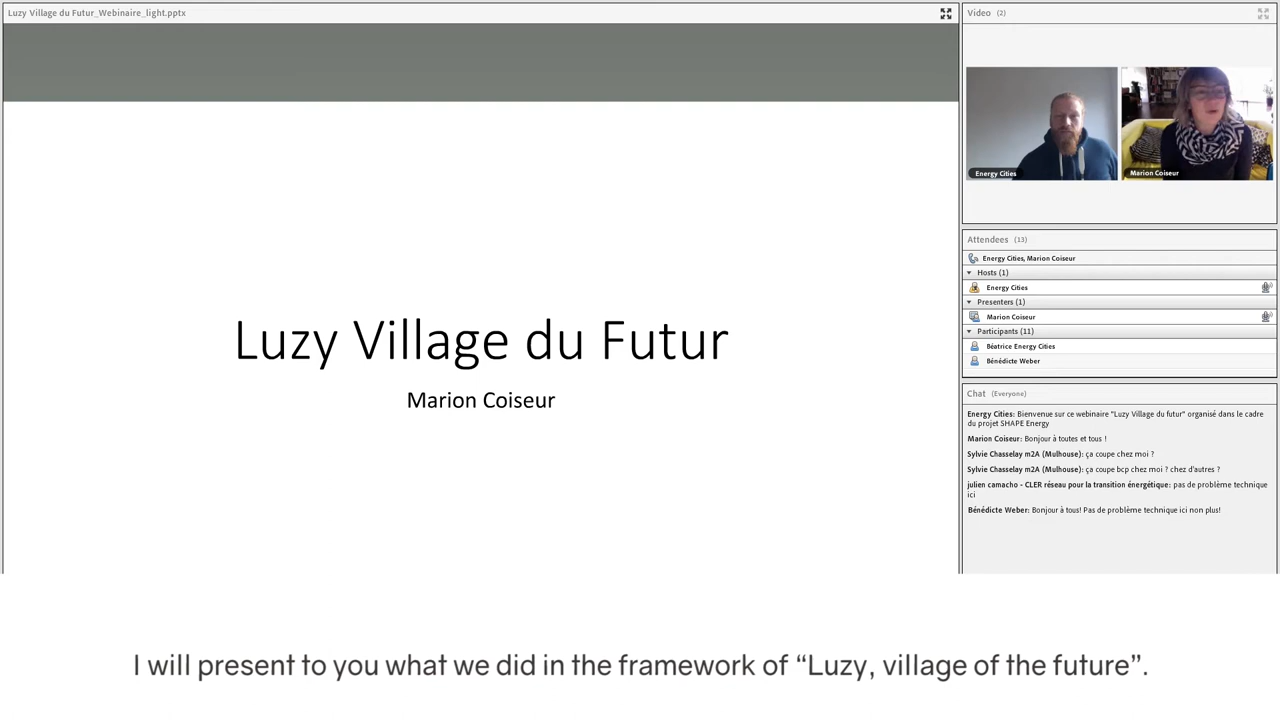 Luzy Village du Futur_Webinaire_light.pptx
Luzy Village du Futur
Marion Coiseur
Video (2)
Energy Cities
Marion Coiseur
Attendees (13)
Energy Cities, Marion Coiseur
Hosts (1)
Energy Cities
Presenters (1)
Marion Coiseur
Participants (11)
Béatrice Energy Cities
Bénédicte Weber
Chat (Everyone)
Energy Cities: Bienvenue sur ce webinaire "Luzy Village du futur" organisé dans le cadre
du projet SHAPE Energy
Marion Coiseur: Bonjour à toutes et tous !
Sylvie Chasselay m2A (Mulhouse): ça coupe chez moi ?
Sylvie Chasselay m2A (Mulhouse): ça coupe bcp chez moi ? chez d'autres ?
julien camacho - CLER réseau pour la transition énergétique: pas de problème technique
ici
Bénédicte Weber: Bonjour à tous! Pas de problème technique ici non plus!
I will present to you what we did in the framework of “Luzy, village of the future”.